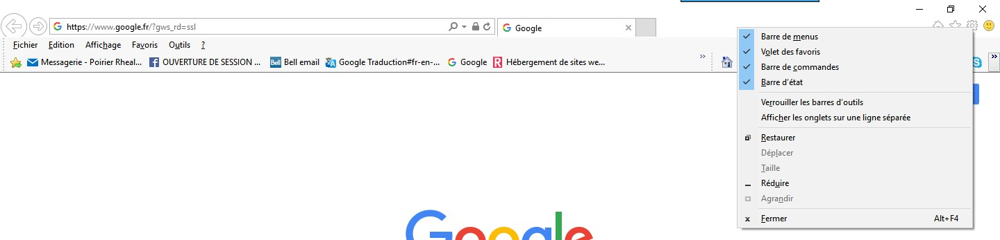 https://www.google.fr/?gws_rd=ssl
Google
Fichier Edition Affichage Favoris Outils ?
Messagerie - Poirier Rheal... OUVERTURE DE SESSION ... Bell Bell email Google Traduction#fr-en-... Google R Hébergement de sites we...
Barre de menus
Volet des favoris
Barre de commandes
Barre d'état
Verrouiller les barres d'outils
Afficher les onglets sur une ligne séparée
Restaurer
Déplacer
Taille
Réduire
Agrandir
Fermer Alt+F4
Google